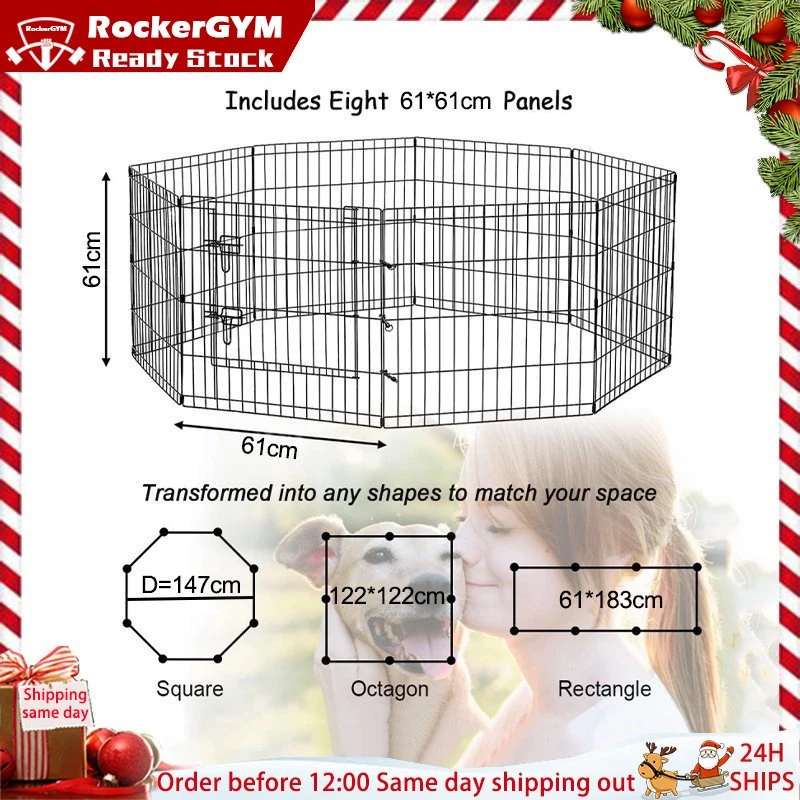 RockerGYM
RockerGYM
Ready Stock
Includes Eight 61*61cm Panels
61cm
61cm
Transformed into any shapes to match your space
D=147cm
122*122cm
61*183cm
Square
Octagon
Rectangle
Shipping
same day
Order before 12:00 Same day shipping out
24H
SHIPS